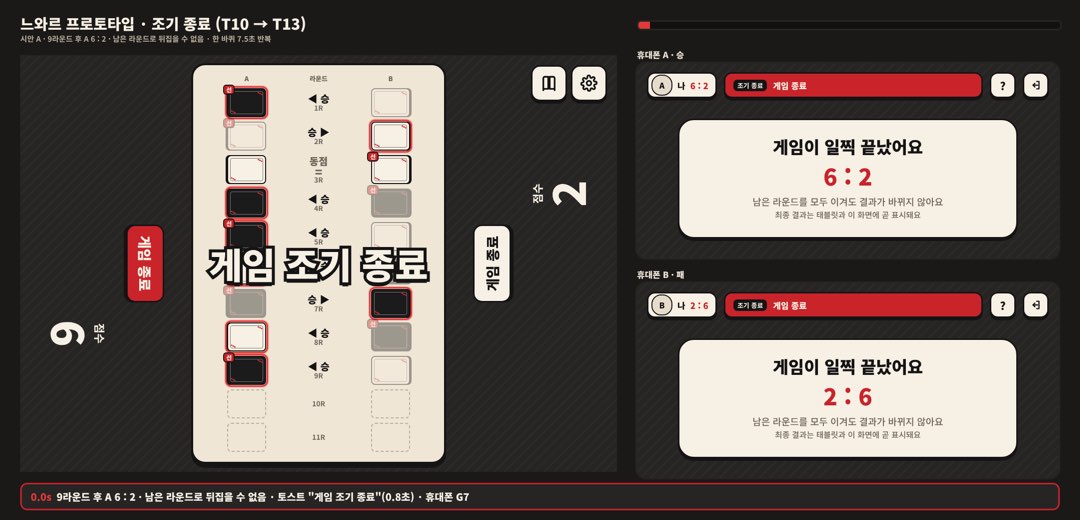 느와르 프로토타입 · 조기 종료 (T10 → T13)
시안 A · 9라운드 후 A 6 : 2 · 남은 라운드로 뒤집을 수 없음 · 한 바퀴 7.5초 반복
A 라운드 B
선 ◀ 승
1R
선 승 ▶
2R
동점 선
=
3R
◀ 승 선
4R
선 ◀ 승
5R
게임 조기 종료
선 승 ▶
7R
◀ 승 선
8R
선 ◀ 승
9R
10R
11R
게임 종료
6 점수
게임 종료
점수 2
휴대폰 A · 승
A 나 6 : 2 조기 종료 게임 종료 ?
게임이 일찍 끝났어요
6 : 2
남은 라운드를 모두 이겨도 결과가 바뀌지 않아요
최종 결과는 태블릿과 이 화면에 곧 표시돼요
휴대폰 B · 패
B 나 2 : 6 조기 종료 게임 종료 ?
게임이 일찍 끝났어요
2 : 6
남은 라운드를 모두 이겨도 결과가 바뀌지 않아요
최종 결과는 태블릿과 이 화면에 곧 표시돼요
0.0s 9라운드 후 A 6 : 2 · 남은 라운드로 뒤집을 수 없음 · 토스트 "게임 조기 종료"(0.8초) · 휴대폰 G7